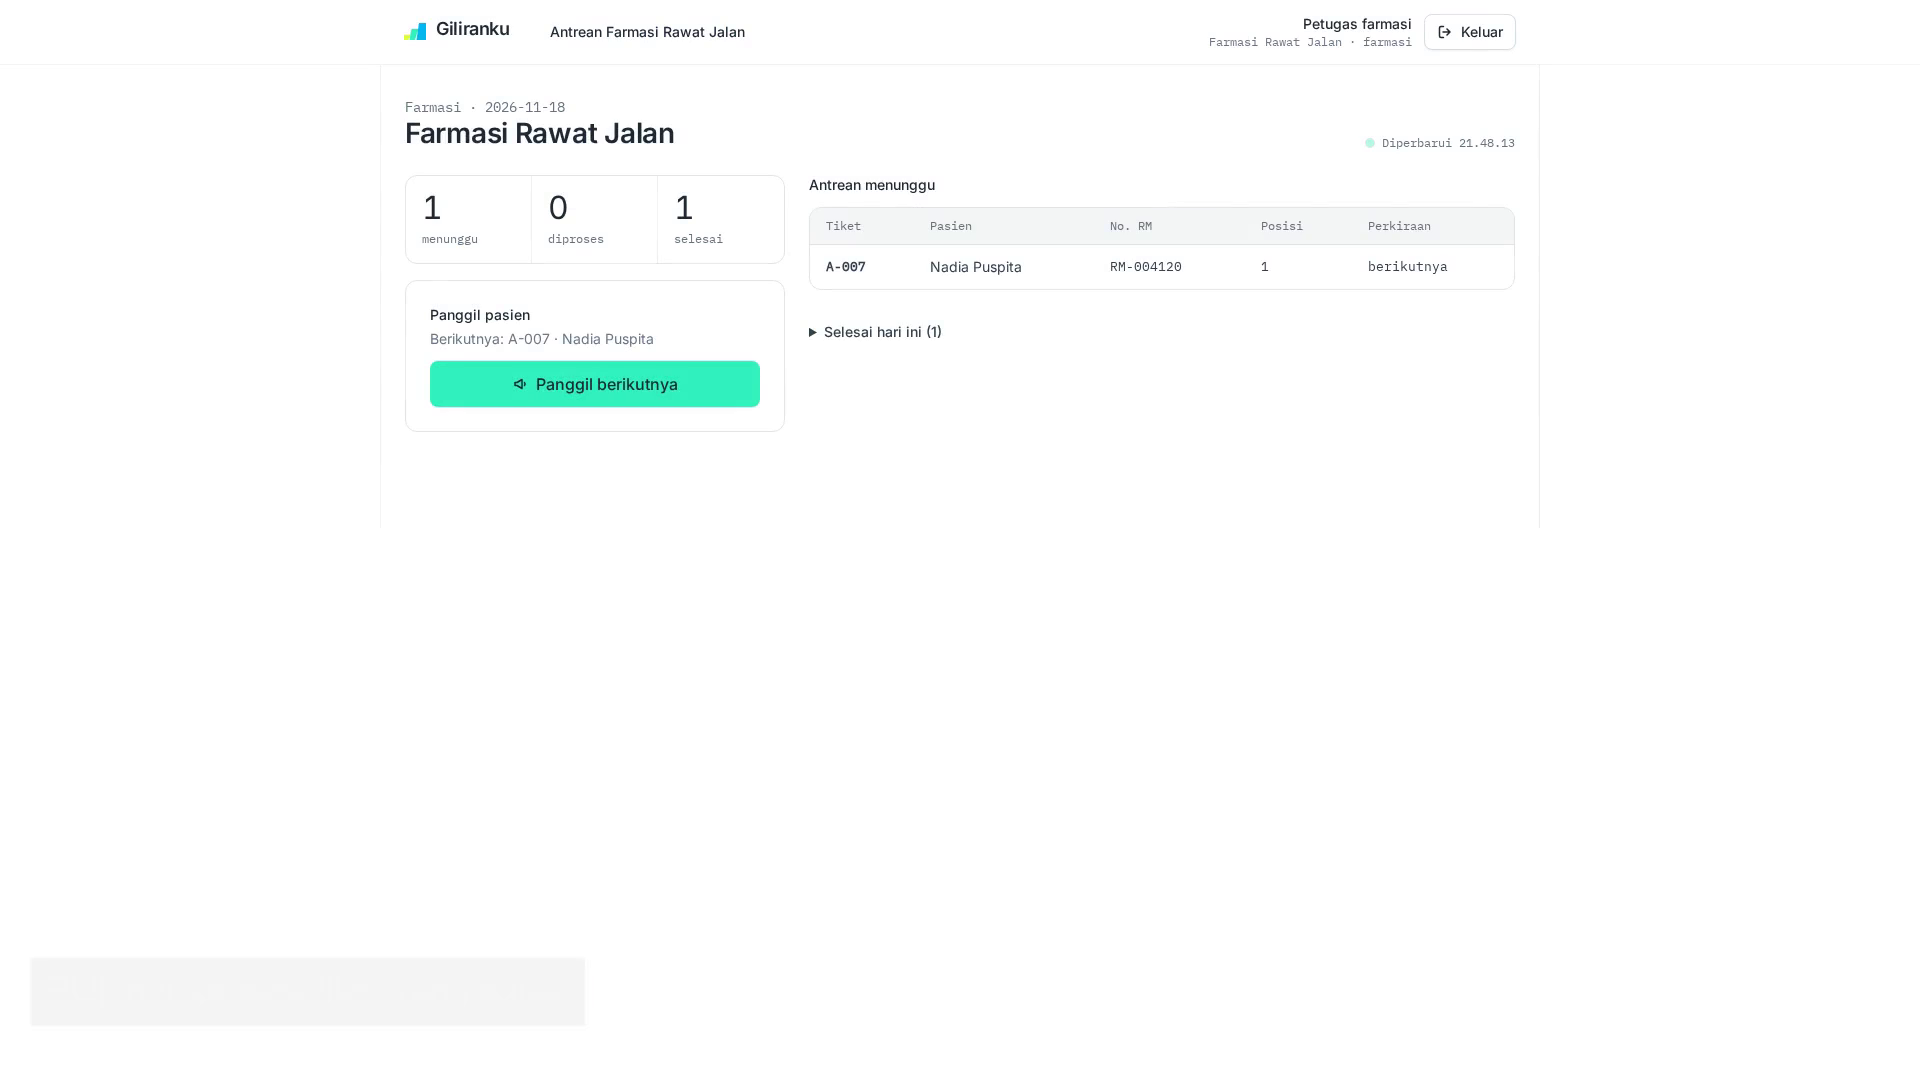 Giliranku
Antrean Farmasi Rawat Jalan
Petugas farmasi
Farmasi Rawat Jalan · farmasi
Keluar
Farmasi · 2026-11-18
Farmasi Rawat Jalan
Diperbarui 21.48.13
1
menunggu
0
diproses
1
selesai
Panggil pasien
Berikutnya: A-007 · Nadia Puspita
Panggil berikutnya
Antrean menunggu
Tiket Pasien No. RM Posisi Perkiraan
A-007 Nadia Puspita RM-004120 1 berikutnya
Selesai hari ini (1)